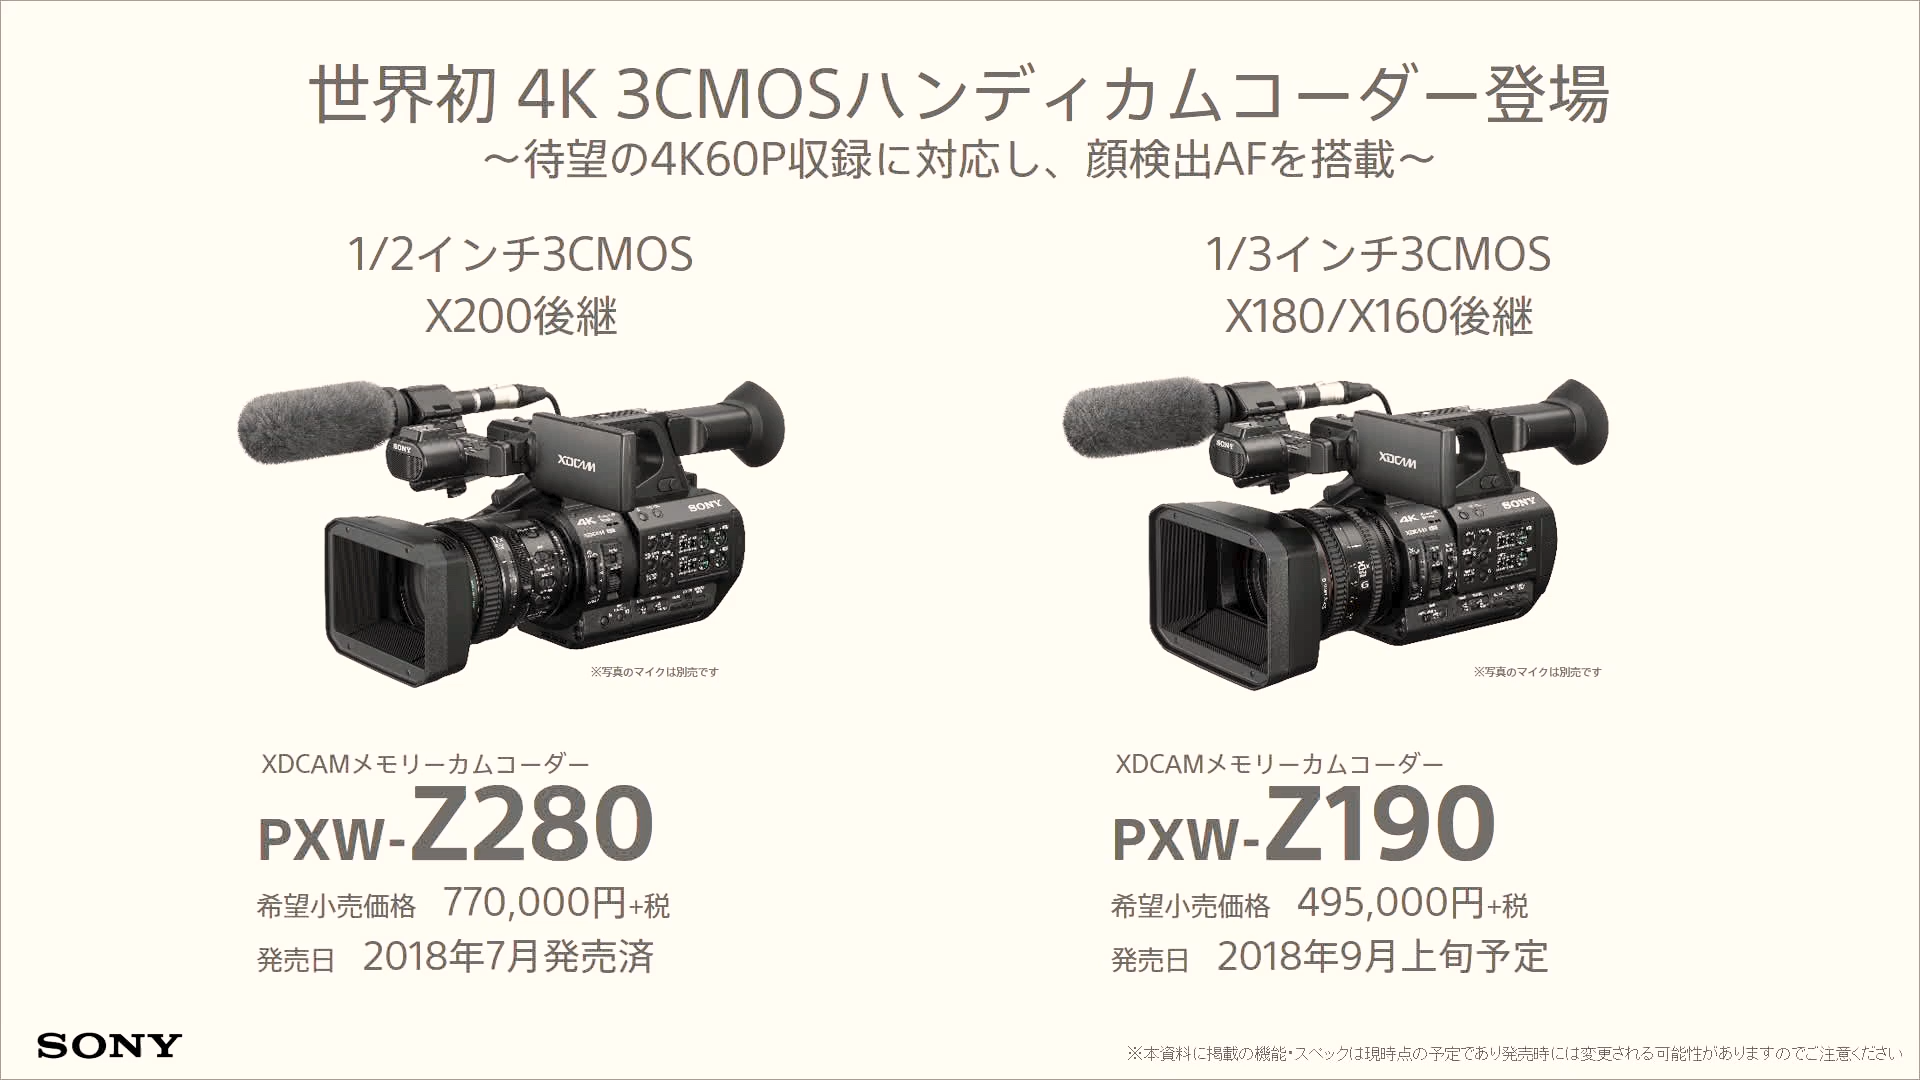 世界初 4K 3CMOSハンディカムコーダー登場
～待望の4K60P収録に対応し、顔検出AFを搭載～
1/2インチ3CMOS
X200後継
1/3インチ3CMOS
X180/X160後継
SONY
XDCAM
4K
SONY
※写真のマイクは別売です
SONY
XDCAM
4K
SONY
※写真のマイクは別売です
XDCAMメモリーカムコーダー
PXW-Z280
希望小売価格 770,000円+税
発売日 2018年7月発売済
XDCAMメモリーカムコーダー
PXW-Z190
希望小売価格 495,000円+税
発売日 2018年9月上旬予定
SONY
※本資料に掲載の機能・スペックは現時点の予定であり発売時には変更される可能性がありますのでご注意ください